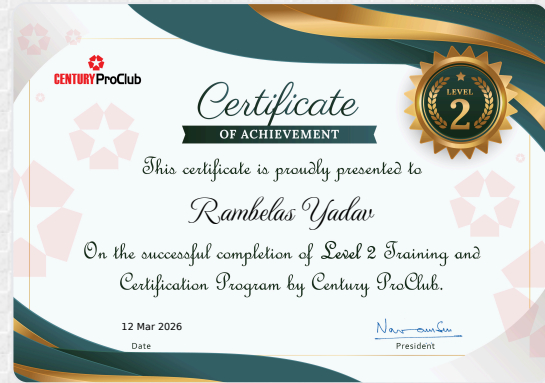 CENTURY ProClub
Certificate
OF ACHIEVEMENT
LEVEL
2
This certificate is proudly presented to
Rambelas Yadav
On the successful completion of Level 2 Training and
Certification Program by Century ProClub.
12 Mar 2026
Date
President